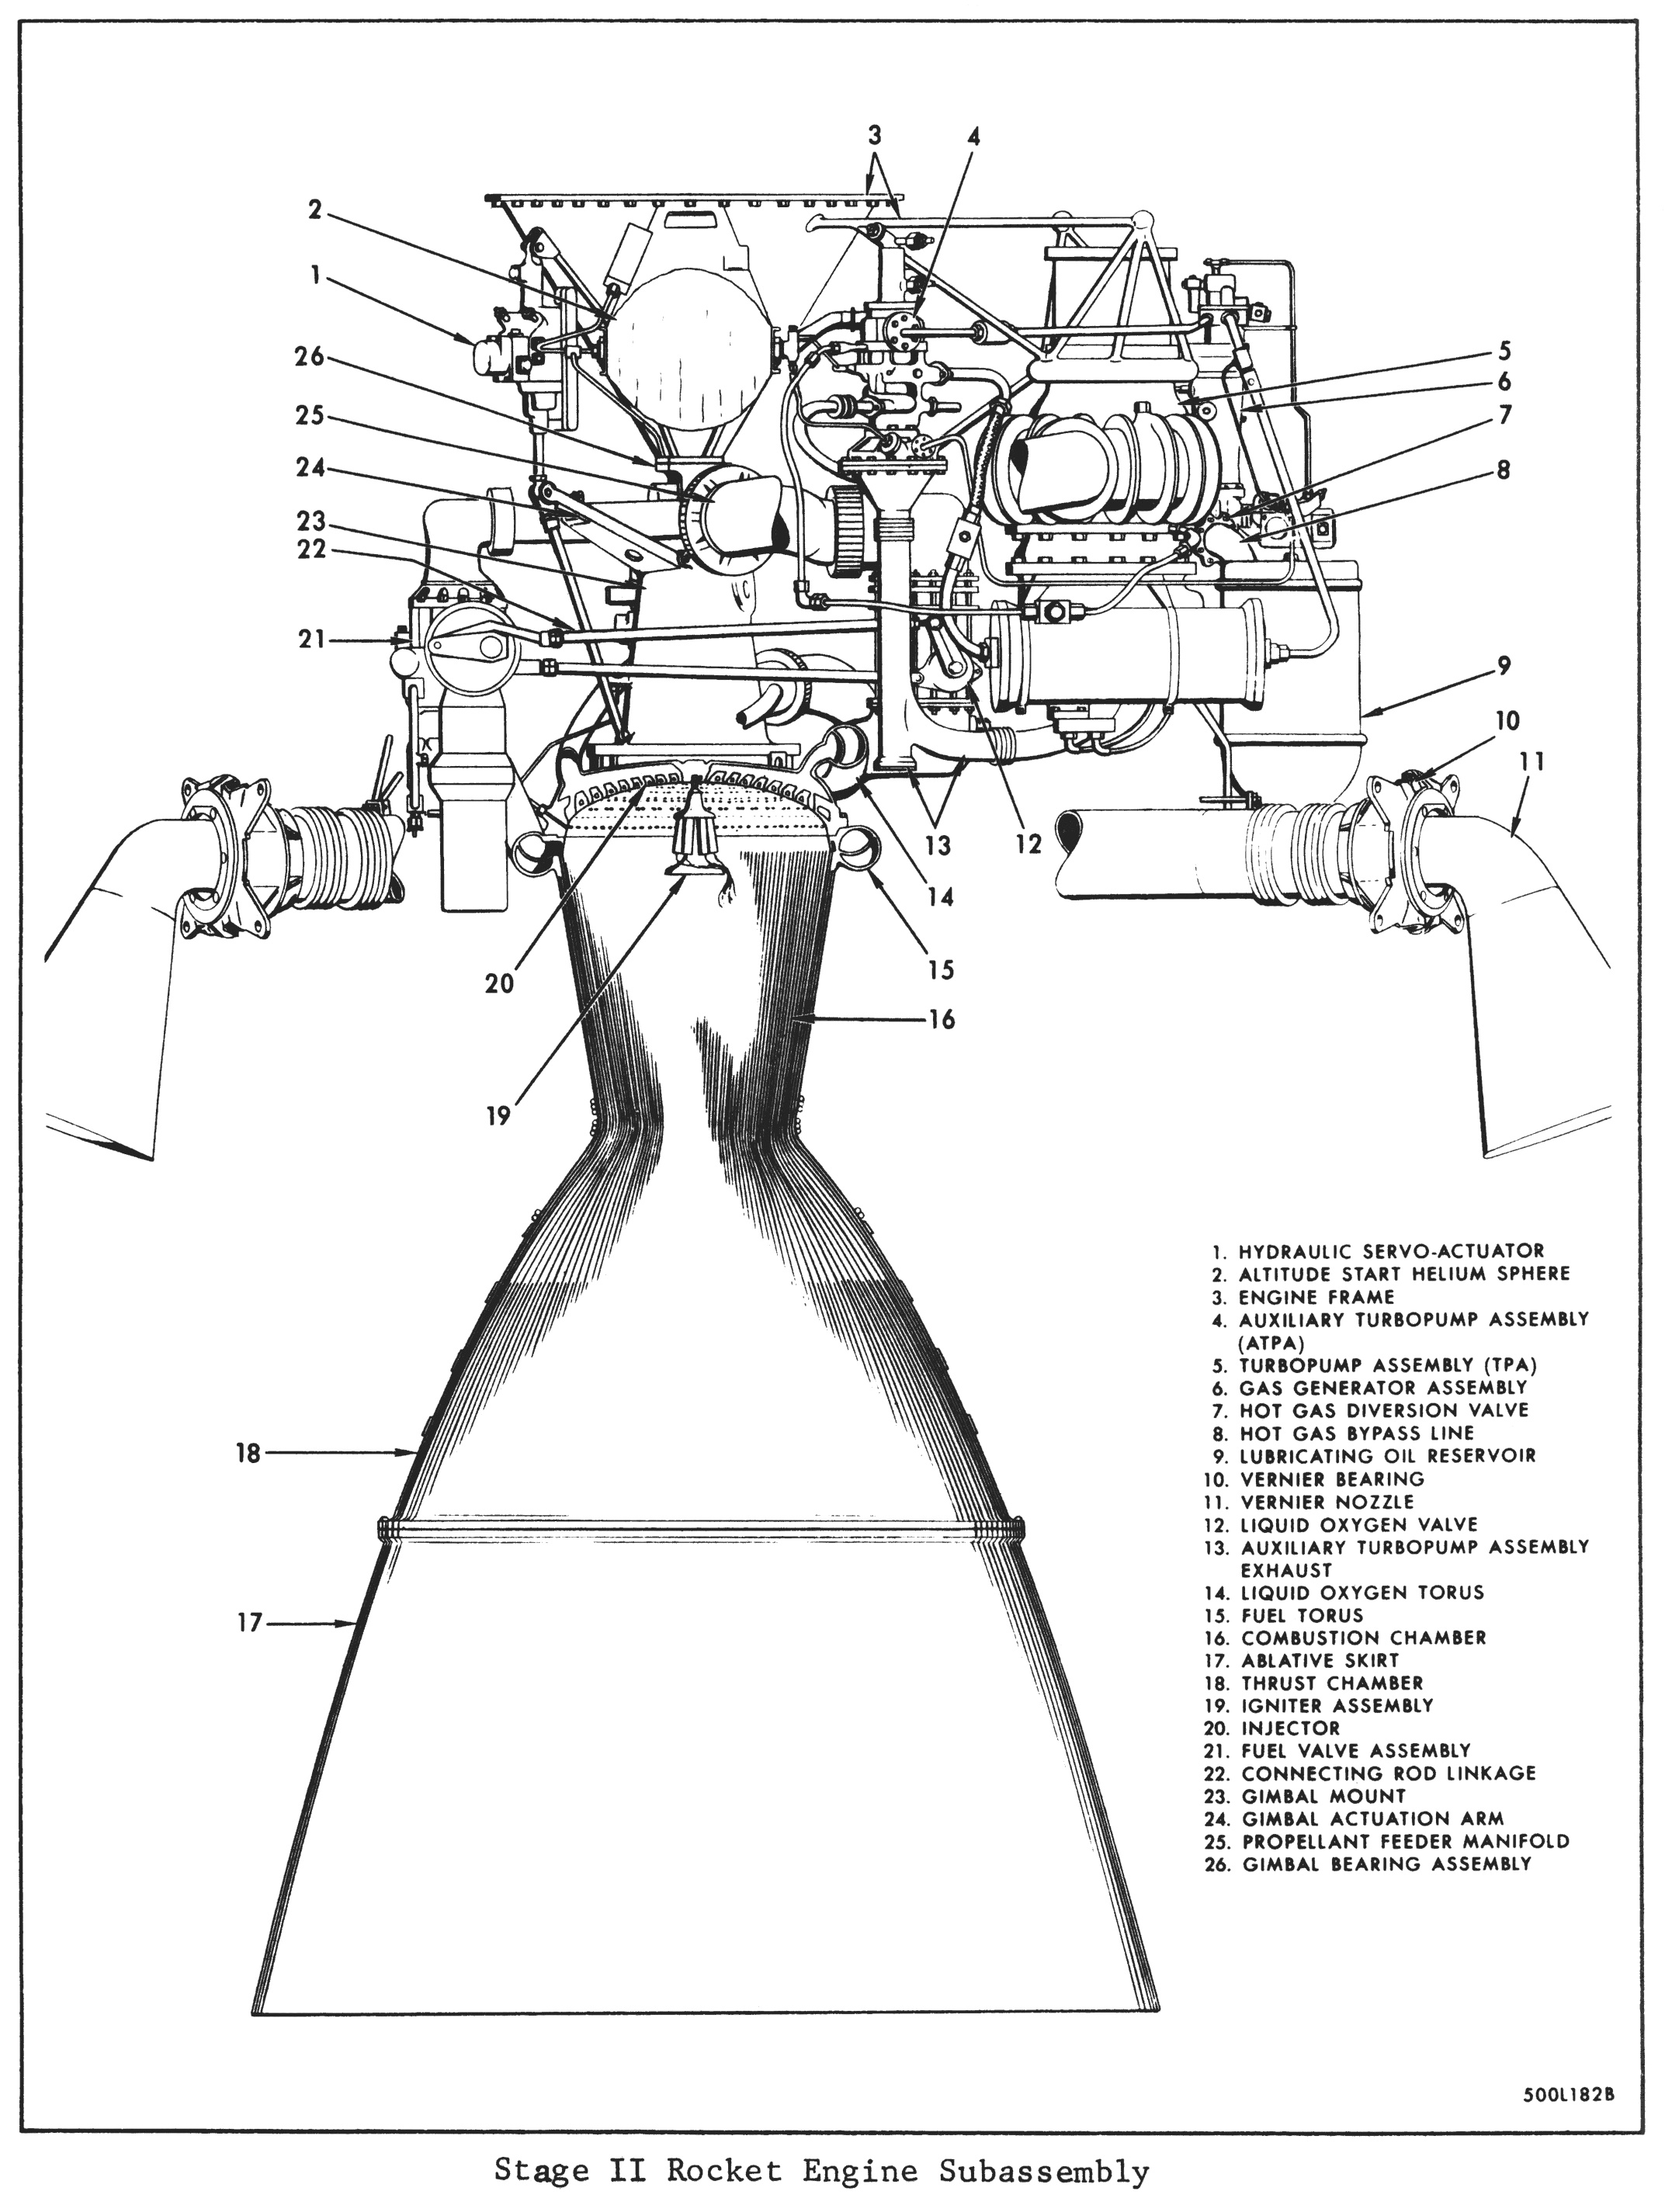 3
4
2
1
26
25
24
23
22
21
5
6
7
8
9
10
11
12
13
14
15
20
16
19
18
17
1. HYDRAULIC SERVO-ACTUATOR
2. ALTITUDE START HELIUM SPHERE
3. ENGINE FRAME
4. AUXILIARY TURBOPUMP ASSEMBLY
(ATPA)
5. TURBOPUMP ASSEMBLY (TPA)
6. GAS GENERATOR ASSEMBLY
7. HOT GAS DIVERSION VALVE
8. HOT GAS BYPASS LINE
9. LUBRICATING OIL RESERVOIR
10. VERNIER BEARING
11. VERNIER NOZZLE
12. LIQUID OXYGEN VALVE
13. AUXILIARY TURBOPUMP ASSEMBLY
EXHAUST
14. LIQUID OXYGEN TORUS
15. FUEL TORUS
16. COMBUSTION CHAMBER
17. ABLATIVE SKIRT
18. THRUST CHAMBER
19. IGNITER ASSEMBLY
20. INJECTOR
21. FUEL VALVE ASSEMBLY
22. CONNECTING ROD LINKAGE
23. GIMBAL MOUNT
24. GIMBAL ACTUATION ARM
25. PROPELLANT FEEDER MANIFOLD
26. GIMBAL BEARING ASSEMBLY
500L182B
Stage II Rocket Engine Subassembly